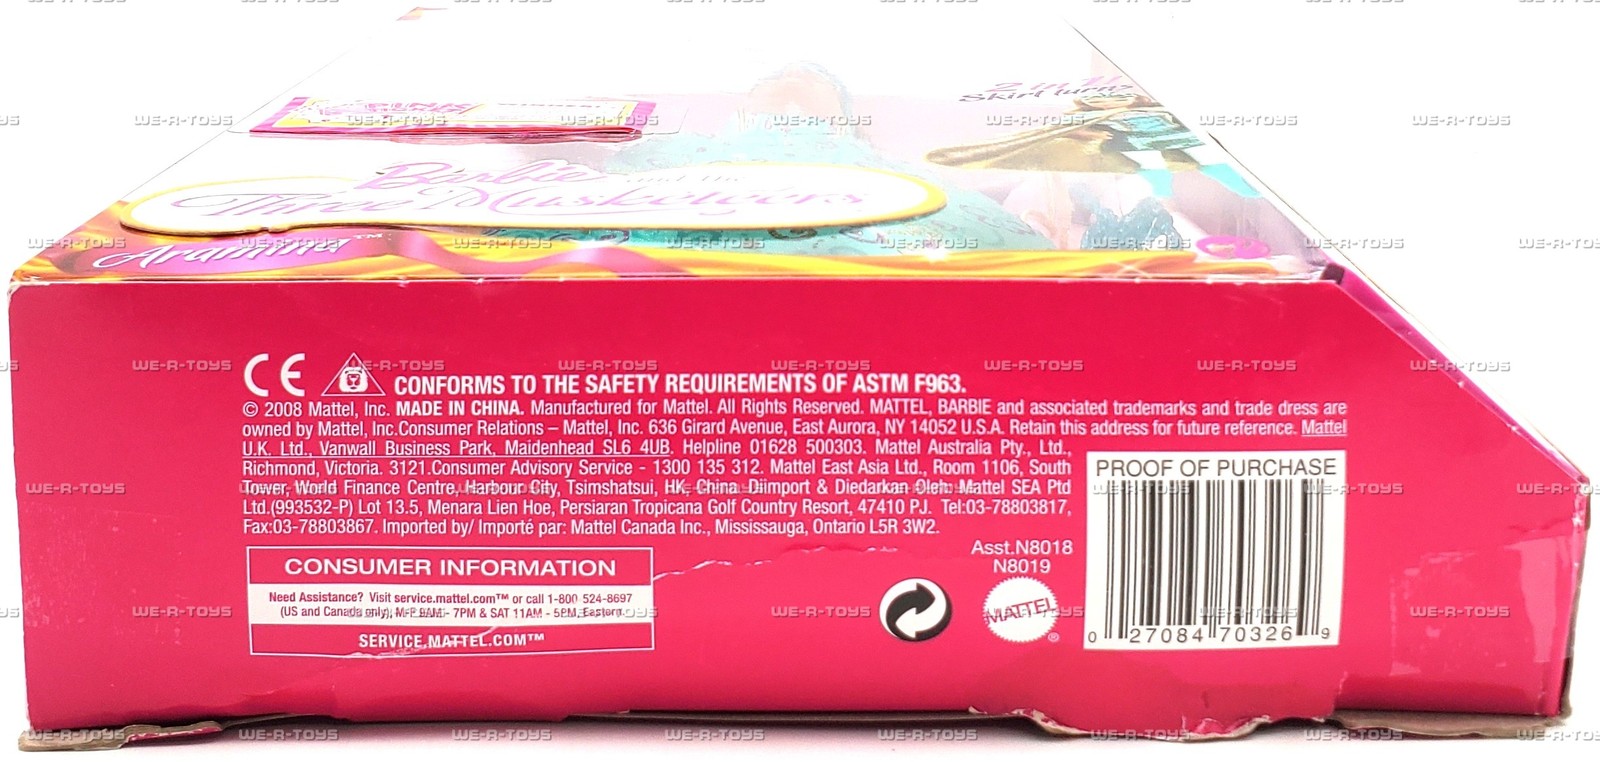 2 in 1!
Skirt turns
PINK
Barbie and the
Three Musketeers
Aramina™
CE CONFORMS TO THE SAFETY REQUIREMENTS OF ASTM F963.
© 2008 Mattel, Inc. MADE IN CHINA. Manufactured for Mattel. All Rights Reserved. MATTEL, BARBIE and associated trademarks and trade dress are
owned by Mattel, Inc.Consumer Relations – Mattel, Inc. 636 Girard Avenue, East Aurora, NY 14052 U.S.A. Retain this address for future reference. Mattel
U.K. Ltd., Vanwall Business Park, Maidenhead SL6 4UB. Helpline 01628 500303. Mattel Australia Pty., Ltd.,
Richmond, Victoria. 3121.Consumer Advisory Service - 1300 135 312. Mattel East Asia Ltd., Room 1106, South
Tower, World Finance Centre, Harbour City, Tsimshatsui, HK, China. Diimport & Diedarkan Oleh: Mattel SEA Ptd
Ltd.(993532-P) Lot 13.5, Menara Lien Hoe, Persiaran Tropicana Golf Country Resort, 47410 PJ. Tel:03-78803817,
Fax:03-78803867. Imported by/ Importé par: Mattel Canada Inc., Mississauga, Ontario L5R 3W2.
PROOF OF PURCHASE
Asst.N8018
N8019
CONSUMER INFORMATION
Need Assistance? Visit service.mattel.com™ or call 1-800 524-8697
(US and Canada only), M-F 9AM - 7PM & SAT 11AM - 5PM, Eastern.
SERVICE.MATTEL.COM™
MATTEL®
0 27084 70326 9
WE-R-TOYS